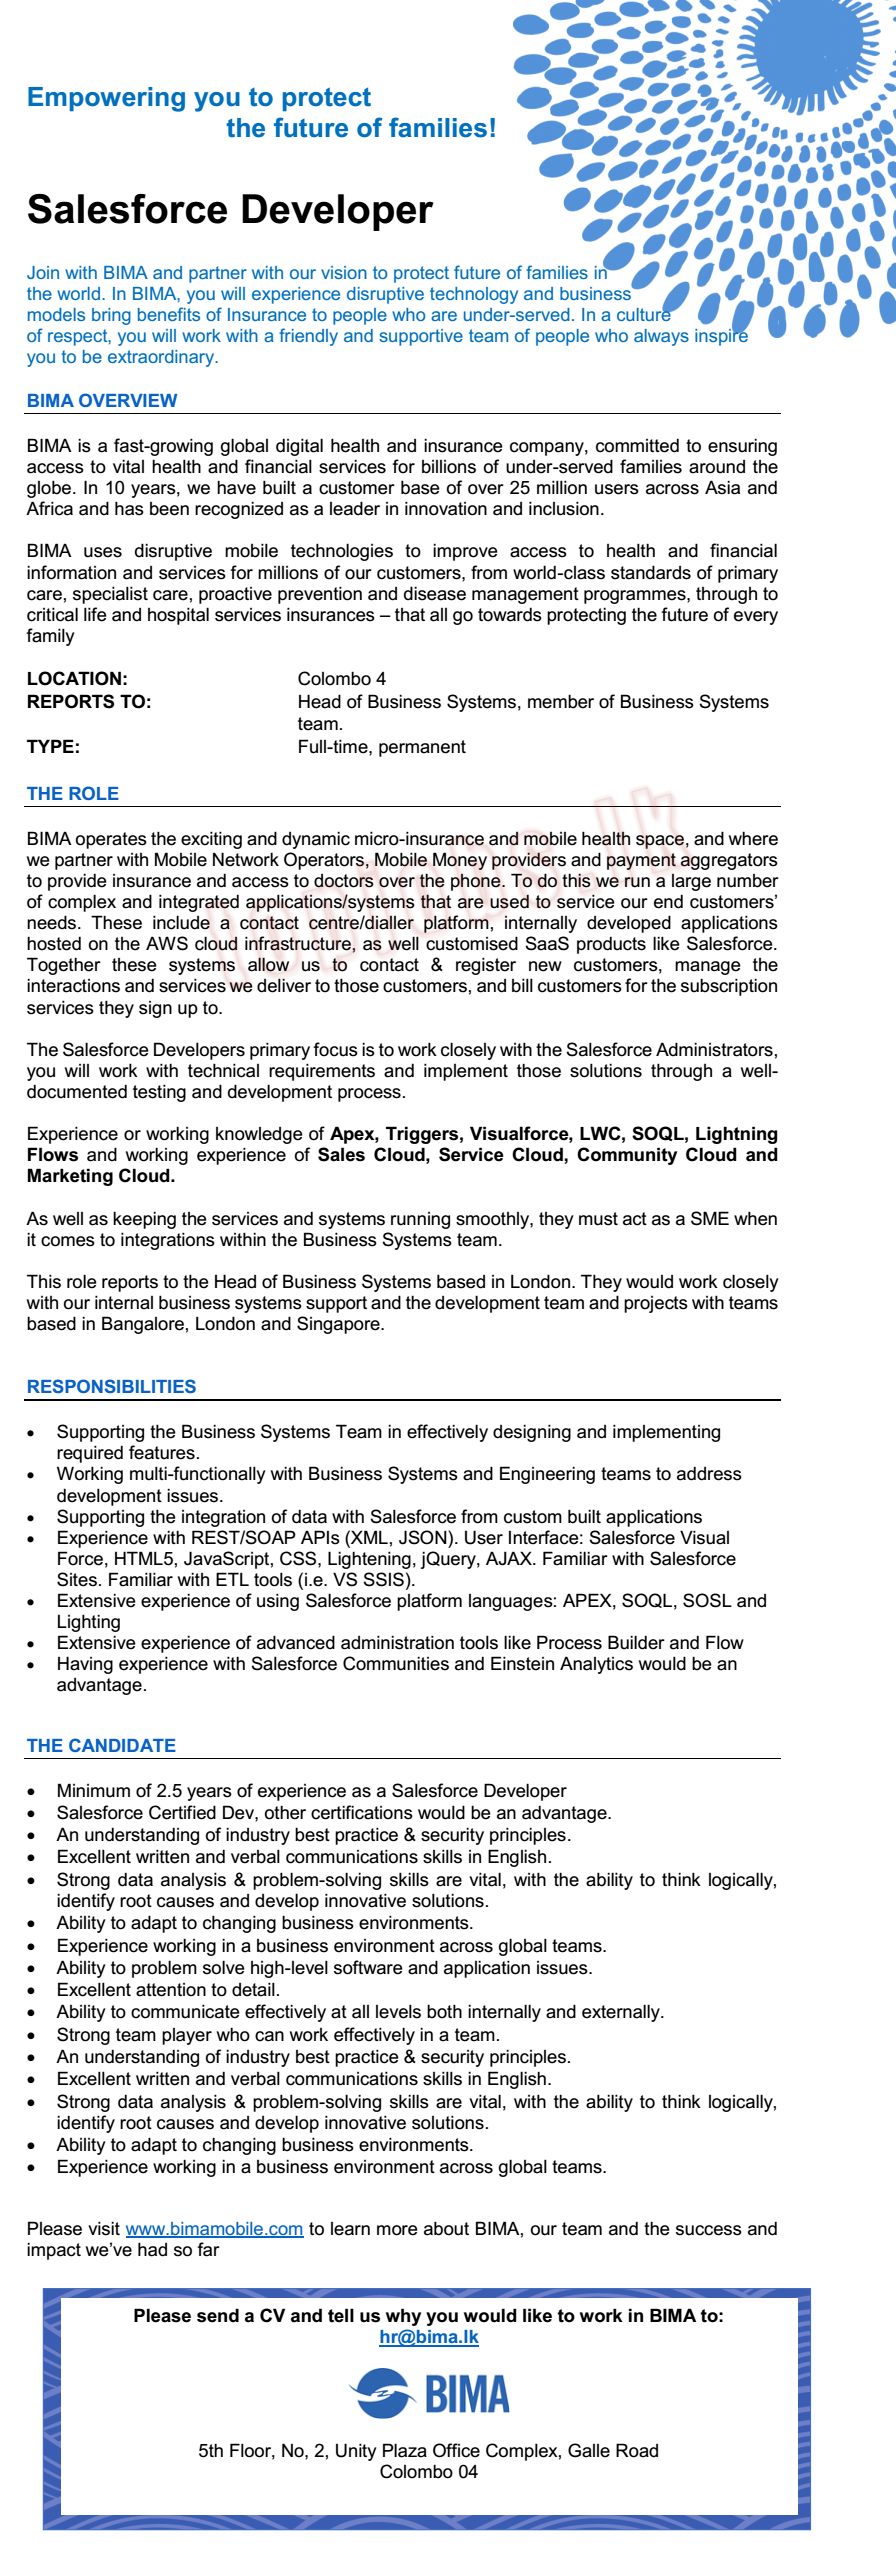 Empowering you to protect
the future of families!
Salesforce Developer
Join with BIMA and partner with our vision to protect future of families in
the world. In BIMA, you will experience disruptive technology and business
models bring benefits of Insurance to people who are under-served. In a culture
of respect, you will work with a friendly and supportive team of people who always inspire
you to be extraordinary.
BIMA OVERVIEW
BIMA is a fast-growing global digital health and insurance company, committed to ensuring
access to vital health and financial services for billions of under-served families around the
globe. In 10 years, we have built a customer base of over 25 million users across Asia and
Africa and has been recognized as a leader in innovation and inclusion.
BIMA uses disruptive mobile technologies to improve access to health and financial
information and services for millions of our customers, from world-class standards of primary
care, specialist care, proactive prevention and disease management programmes, through to
critical life and hospital services insurances – that all go towards protecting the future of every
family
LOCATION: Colombo 4
REPORTS TO: Head of Business Systems, member of Business Systems
team.
TYPE: Full-time, permanent
THE ROLE
BIMA operates the exciting and dynamic micro-insurance and mobile health space, and where
we partner with Mobile Network Operators, Mobile Money providers and payment aggregators
to provide insurance and access to doctors over the phone. To do this we run a large number
of complex and integrated applications/systems that are used to service our end customers’
needs. These include a contact centre/dialler platform, internally developed applications
hosted on the AWS cloud infrastructure, as well customised SaaS products like Salesforce.
Together these systems allow us to contact & register new customers, manage the
interactions and services we deliver to those customers, and bill customers for the subscription
services they sign up to.
The Salesforce Developers primary focus is to work closely with the Salesforce Administrators,
you will work with technical requirements and implement those solutions through a well-
documented testing and development process.
Experience or working knowledge of Apex, Triggers, Visualforce, LWC, SOQL, Lightning
Flows and working experience of Sales Cloud, Service Cloud, Community Cloud and
Marketing Cloud.
As well as keeping the services and systems running smoothly, they must act as a SME when
it comes to integrations within the Business Systems team.
This role reports to the Head of Business Systems based in London. They would work closely
with our internal business systems support and the development team and projects with teams
based in Bangalore, London and Singapore.
RESPONSIBILITIES
• Supporting the Business Systems Team in effectively designing and implementing
required features.
• Working multi-functionally with Business Systems and Engineering teams to address
development issues.
• Supporting the integration of data with Salesforce from custom built applications
• Experience with REST/SOAP APIs (XML, JSON). User Interface: Salesforce Visual
Force, HTML5, JavaScript, CSS, Lightening, jQuery, AJAX. Familiar with Salesforce
Sites. Familiar with ETL tools (i.e. VS SSIS).
• Extensive experience of using Salesforce platform languages: APEX, SOQL, SOSL and
Lighting
• Extensive experience of advanced administration tools like Process Builder and Flow
• Having experience with Salesforce Communities and Einstein Analytics would be an
advantage.
THE CANDIDATE
• Minimum of 2.5 years of experience as a Salesforce Developer
• Salesforce Certified Dev, other certifications would be an advantage.
• An understanding of industry best practice & security principles.
• Excellent written and verbal communications skills in English.
• Strong data analysis & problem-solving skills are vital, with the ability to think logically,
identify root causes and develop innovative solutions.
• Ability to adapt to changing business environments.
• Experience working in a business environment across global teams.
• Ability to problem solve high-level software and application issues.
• Excellent attention to detail.
• Ability to communicate effectively at all levels both internally and externally.
• Strong team player who can work effectively in a team.
• An understanding of industry best practice & security principles.
• Excellent written and verbal communications skills in English.
• Strong data analysis & problem-solving skills are vital, with the ability to think logically,
identify root causes and develop innovative solutions.
• Ability to adapt to changing business environments.
• Experience working in a business environment across global teams.
Please visit www.bimamobile.com to learn more about BIMA, our team and the success and
impact we’ve had so far
Please send a CV and tell us why you would like to work in BIMA to:
hr@bima.lk
BIMA
5th Floor, No, 2, Unity Plaza Office Complex, Galle Road
Colombo 04
topjobs.lk